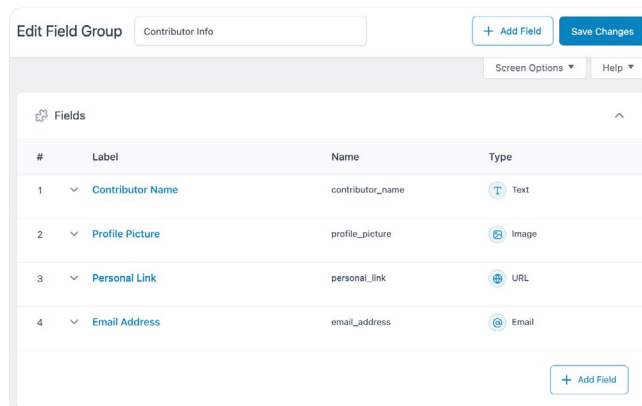 Edit Field Group Contributor Info + Add Field Save Changes
Screen Options ▼ Help ▼
Fields
# Label Name Type
1 Contributor Name contributor_name Text
2 Profile Picture profile_picture Image
3 Personal Link personal_link URL
4 Email Address email_address Email
+ Add Field